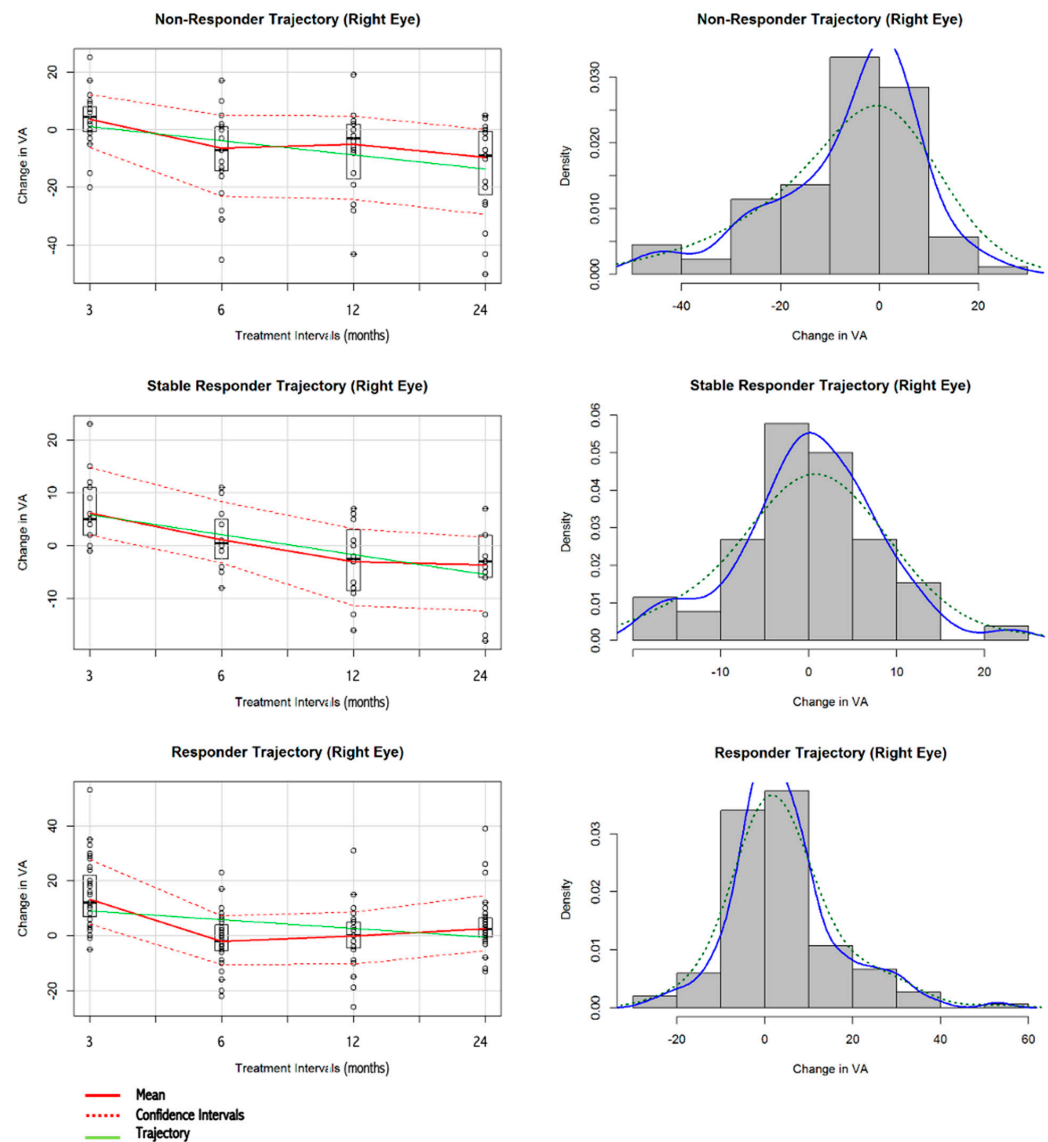 Non-Responder Trajectory (Right Eye)
Change in VA
20
0
-20
-40
3
6
12
24
Treatment Intervals (months)
Non-Responder Trajectory (Right Eye)
Density
0.030
0.020
0.010
0.000
-40
-20
0
20
Change in VA
Stable Responder Trajectory (Right Eye)
Change in VA
20
10
0
-10
3
6
12
24
Treatment Intervals (months)
Stable Responder Trajectory (Right Eye)
Density
0.06
0.05
0.04
0.03
0.02
0.01
0.00
-10
0
10
20
Change in VA
Responder Trajectory (Right Eye)
Change in VA
40
20
0
-20
3
6
12
24
Treatment Intervals (months)
Responder Trajectory (Right Eye)
Density
0.03
0.02
0.01
0.00
-20
0
20
40
60
Change in VA
Mean
Confidence Intervals
Trajectory